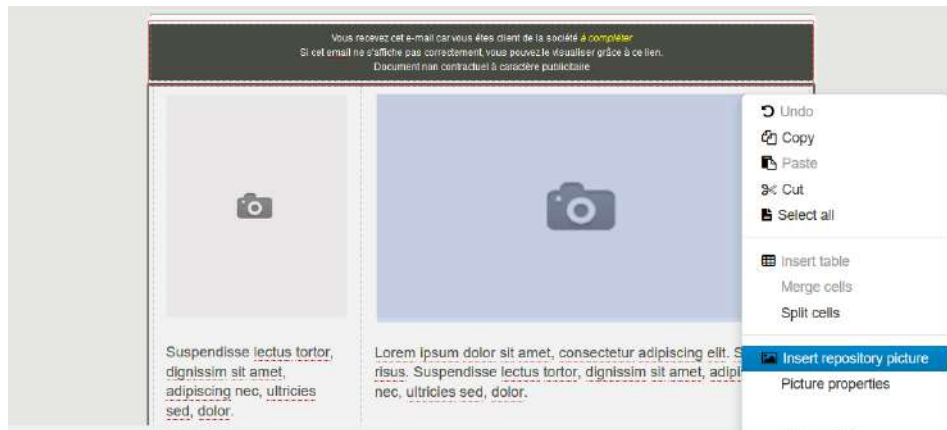 Vous recevez cet e-mail car vous êtes client de la société à compléter
Si cet email ne s'affiche pas correctement, vous pouvez le visualiser grâce à ce lien.
Document non contractuel à caractère publicitaire
Undo
Copy
Paste
Cut
Select all
Insert table
Merge cells
Split cells
Insert repository picture
Picture properties
Suspendisse lectus tortor,
dignissim sit amet,
adipiscing nec, ultricies
sed, dolor.
Lorem ipsum dolor sit amet, consectetur adipiscing elit. S
risus. Suspendisse lectus tortor, dignissim sit amet, adipi
nec, ultricies sed, dolor.